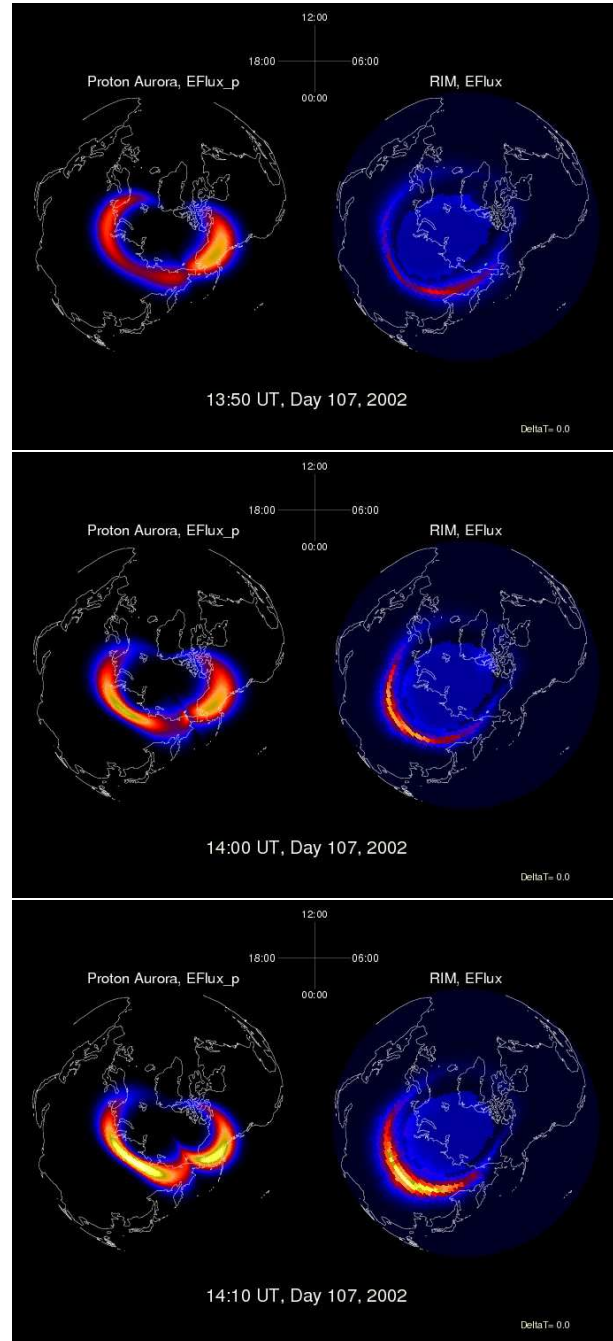 12:00
18:00 06:00
00:00
Proton Aurora, EFlux_p RIM, EFlux
13:50 UT, Day 107, 2002
DeltaT= 0.0
12:00
18:00 06:00
Proton Aurora, EFlux_p RIM, EFlux
00:00
14:00 UT, Day 107, 2002
DeltaT= 0.0
12:00
18:00 06:00
Proton Aurora, EFlux_p RIM, EFlux
00:00
14:10 UT, Day 107, 2002
DeltaT= 0.0